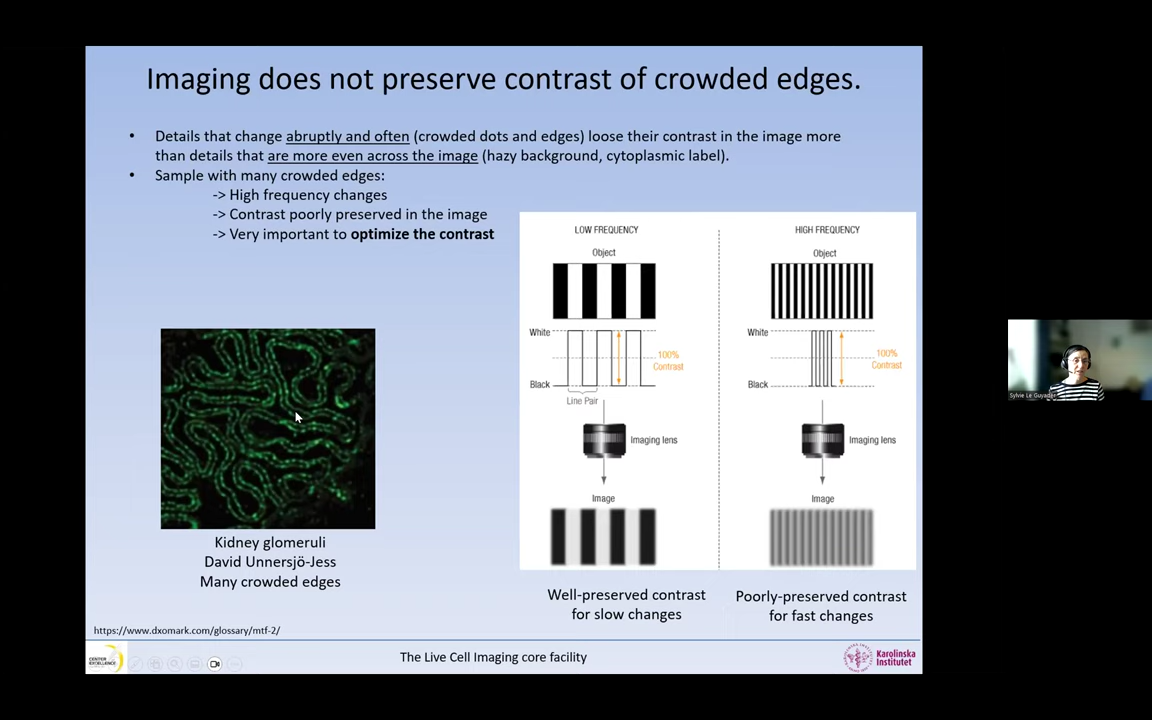 Imaging does not preserve contrast of crowded edges.
• Details that change abruptly and often (crowded dots and edges) loose their contrast in the image more
than details that are more even across the image (hazy background, cytoplasmic label).
• Sample with many crowded edges:
-> High frequency changes
-> Contrast poorly preserved in the image
-> Very important to optimize the contrast
LOW FREQUENCY
Object
White
100%
Contrast
Black
Line Pair
Imaging lens
Image
HIGH FREQUENCY
Object
White
100%
Contrast
Black
Imaging lens
Image
Well-preserved contrast
for slow changes
Poorly-preserved contrast
for fast changes
Kidney glomeruli
David Unnersjö-Jess
Many crowded edges
https://www.dxomark.com/glossary/mtf-2/
The Live Cell Imaging core facility
Karolinska
Institutet
Sylvie Le Guyader